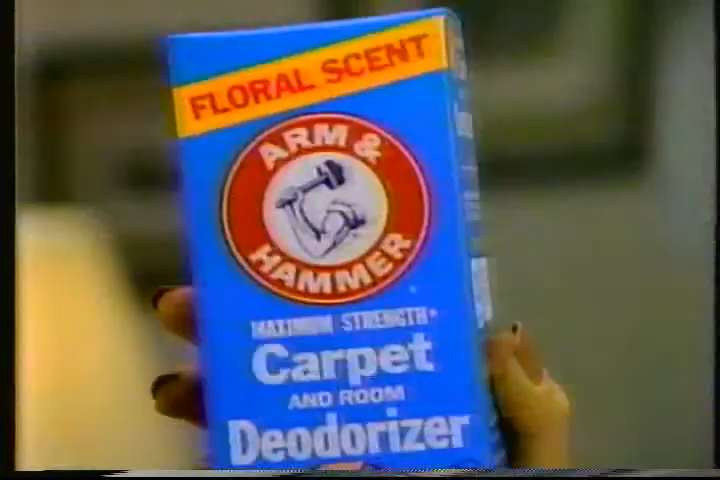 FLORAL SCENT
ARM &
HAMMER
MAXIMUM STRENGTH
Carpet
AND ROOM
Deodorizer